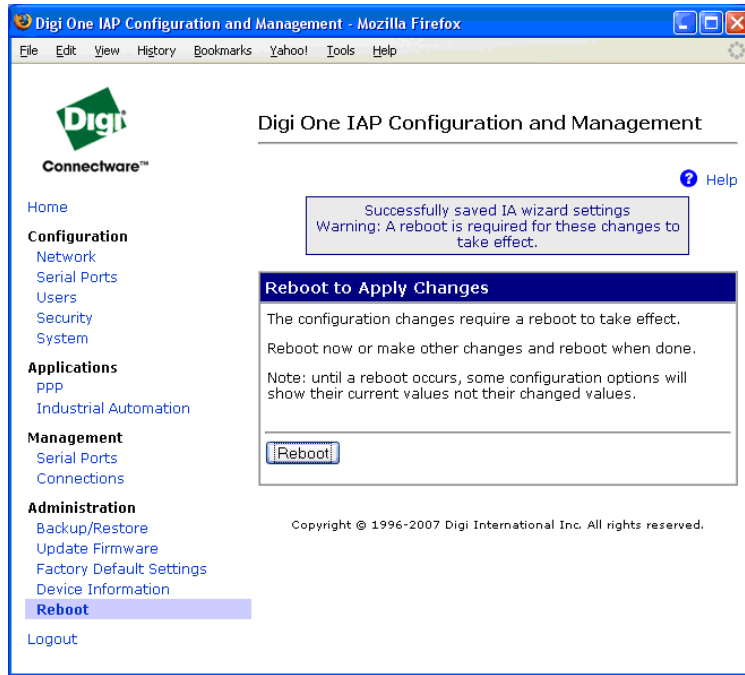 Digi One IAP Configuration and Management - Mozilla Firefox
File Edit View History Bookmarks Yahoo! Tools Help
Digi
Connectware™
Digi One IAP Configuration and Management
Help
Home
Configuration
Network
Serial Ports
Users
Security
System
Applications
PPP
Industrial Automation
Management
Serial Ports
Connections
Administration
Backup/Restore
Update Firmware
Factory Default Settings
Device Information
Reboot
Logout
Successfully saved IA wizard settings
Warning: A reboot is required for these changes to
take effect.
Reboot to Apply Changes
The configuration changes require a reboot to take effect.
Reboot now or make other changes and reboot when done.
Note: until a reboot occurs, some configuration options will
show their current values not their changed values.
Reboot
Copyright © 1996-2007 Digi International Inc. All rights reserved.